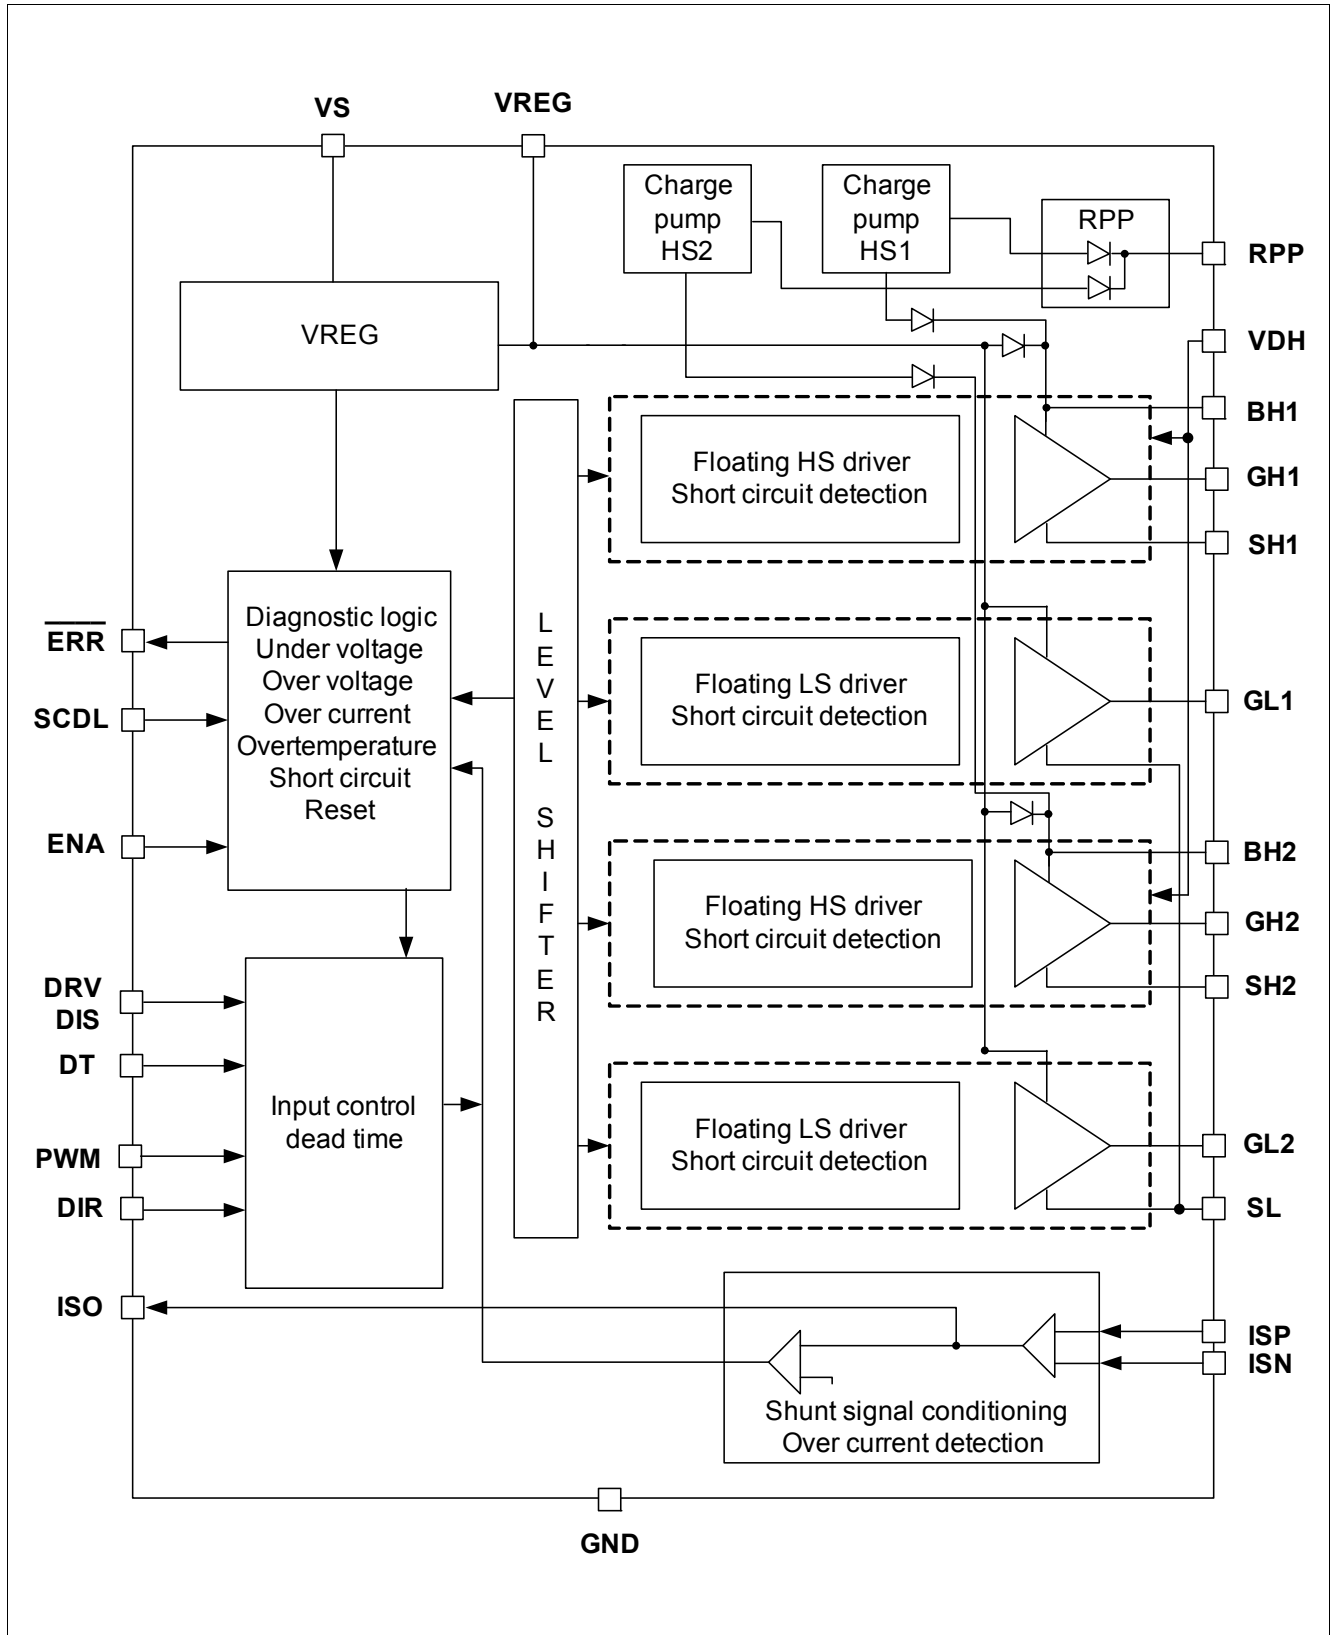 VS
VREG
Charge
pump
HS2
Charge
pump
HS1
RPP
RPP
VREG
VDH
BH1
Floating HS driver
Short circuit detection
GH1
SH1
ERR
SCDL
ENA
Diagnostic logic
Under voltage
Over voltage
Over current
Overtemperature
Short circuit
Reset
LEVEL SHIFTER
Floating LS driver
Short circuit detection
GL1
BH2
Floating HS driver
Short circuit detection
GH2
SH2
DRV
DIS
DT
PWM
DIR
Input control
dead time
Floating LS driver
Short circuit detection
GL2
SL
ISO
ISP
ISN
Shunt signal conditioning
Over current detection
GND